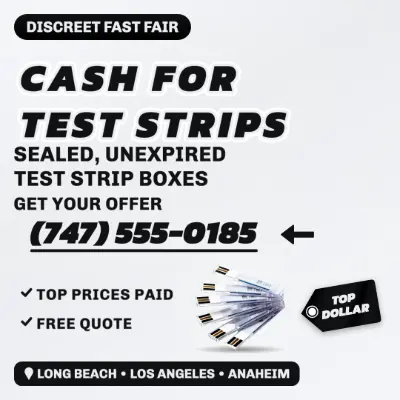 DISCREET FAST FAIR
CASH FOR
TEST STRIPS
SEALED, UNEXPIRED
TEST STRIP BOXES
GET YOUR OFFER
(747) 555-0185
TOP PRICES PAID
FREE QUOTE
TOP
DOLLAR
LONG BEACH • LOS ANGELES • ANAHEIM